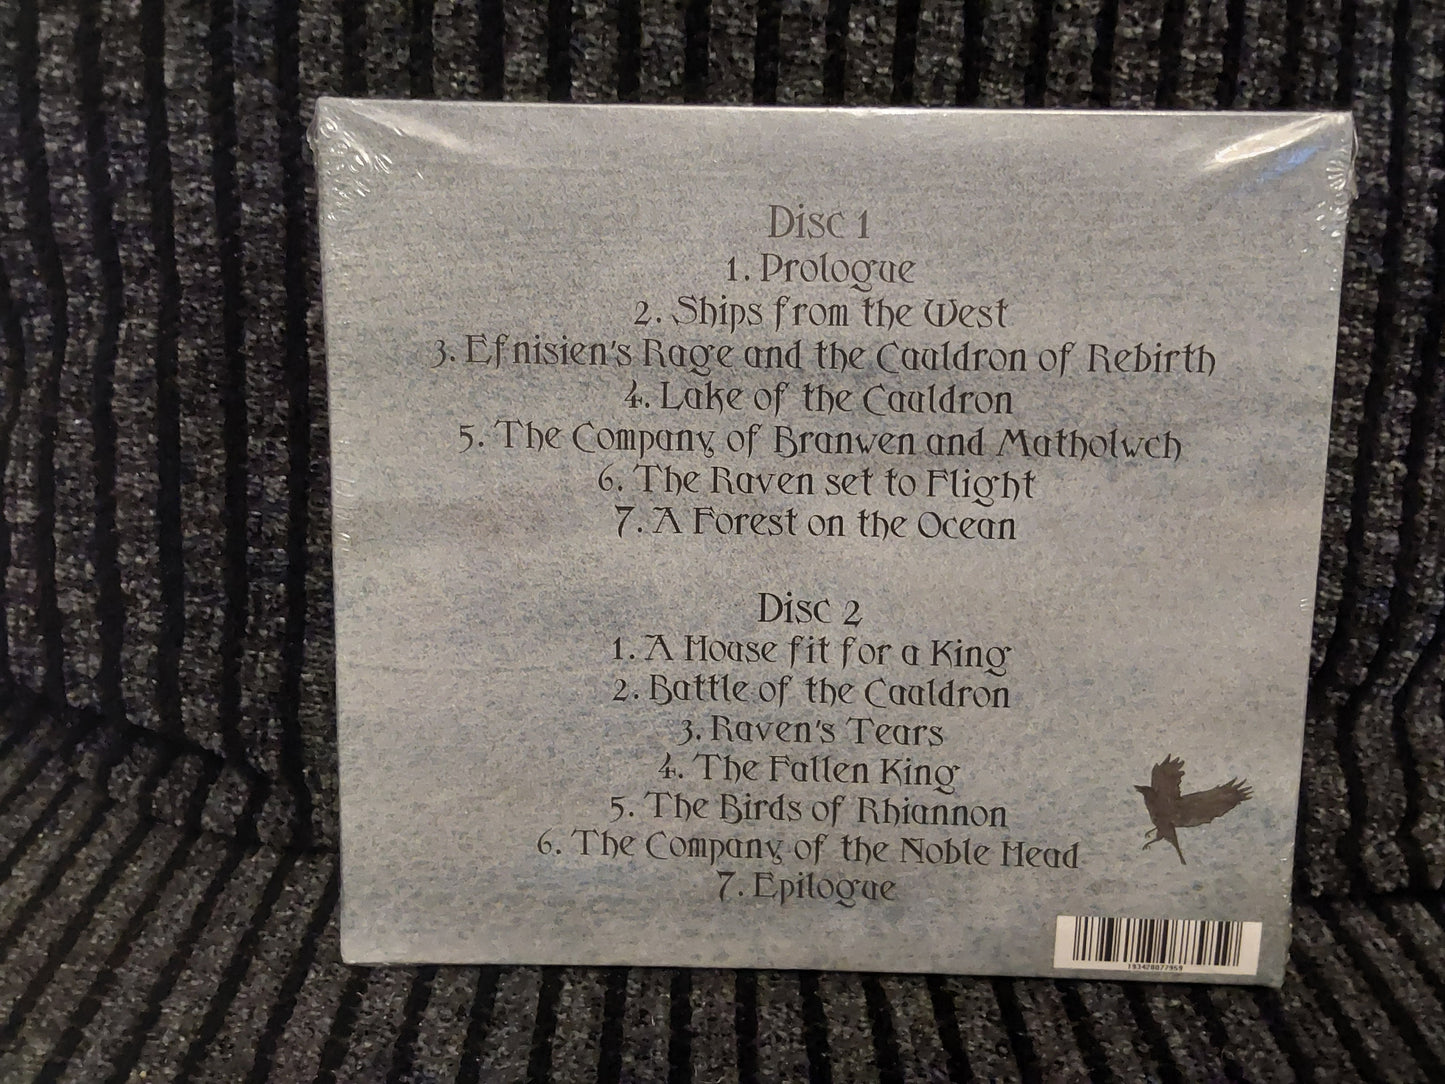 Disc 1
1. Prologue
2. Ships from the West
3. Efnisien's Rage and the Cauldron of Rebirth
4. Lake of the Cauldron
5. The Company of Branwen and Matholwch
6. The Raven set to Flight
7. A Forest on the Ocean
Disc 2
1. A House fit for a King
2. Battle of the Cauldron
3. Raven's Tears
4. The Fallen King
5. The Birds of Rhiannon
6. The Company of the Noble Head
7. Epilogue
193428077959